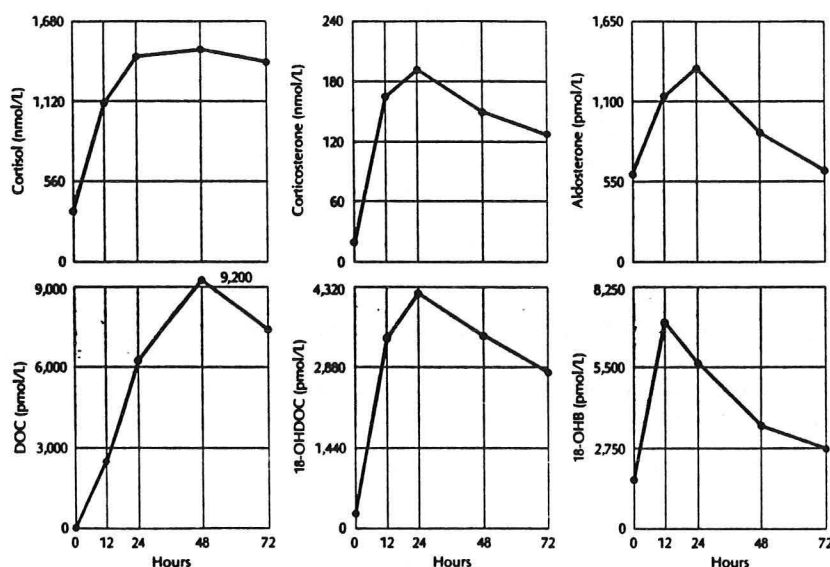 Cortisol (nmol/L)
1,680
1,120
560
0
Corticosterone (nmol/L)
240
180
120
60
0
Aldosterone (pmol/L)
1,650
1,100
550
0
DOC (pmol/L)
9,000
6,000
3,000
0
9,200
0 12 24 48 72
Hours
18-OHDOC (pmol/L)
4,320
2,880
1,440
0
0 12 24 48 72
Hours
18-OHB (pmol/L)
8,250
5,500
2,750
0
0 12 24 48 72
Hours